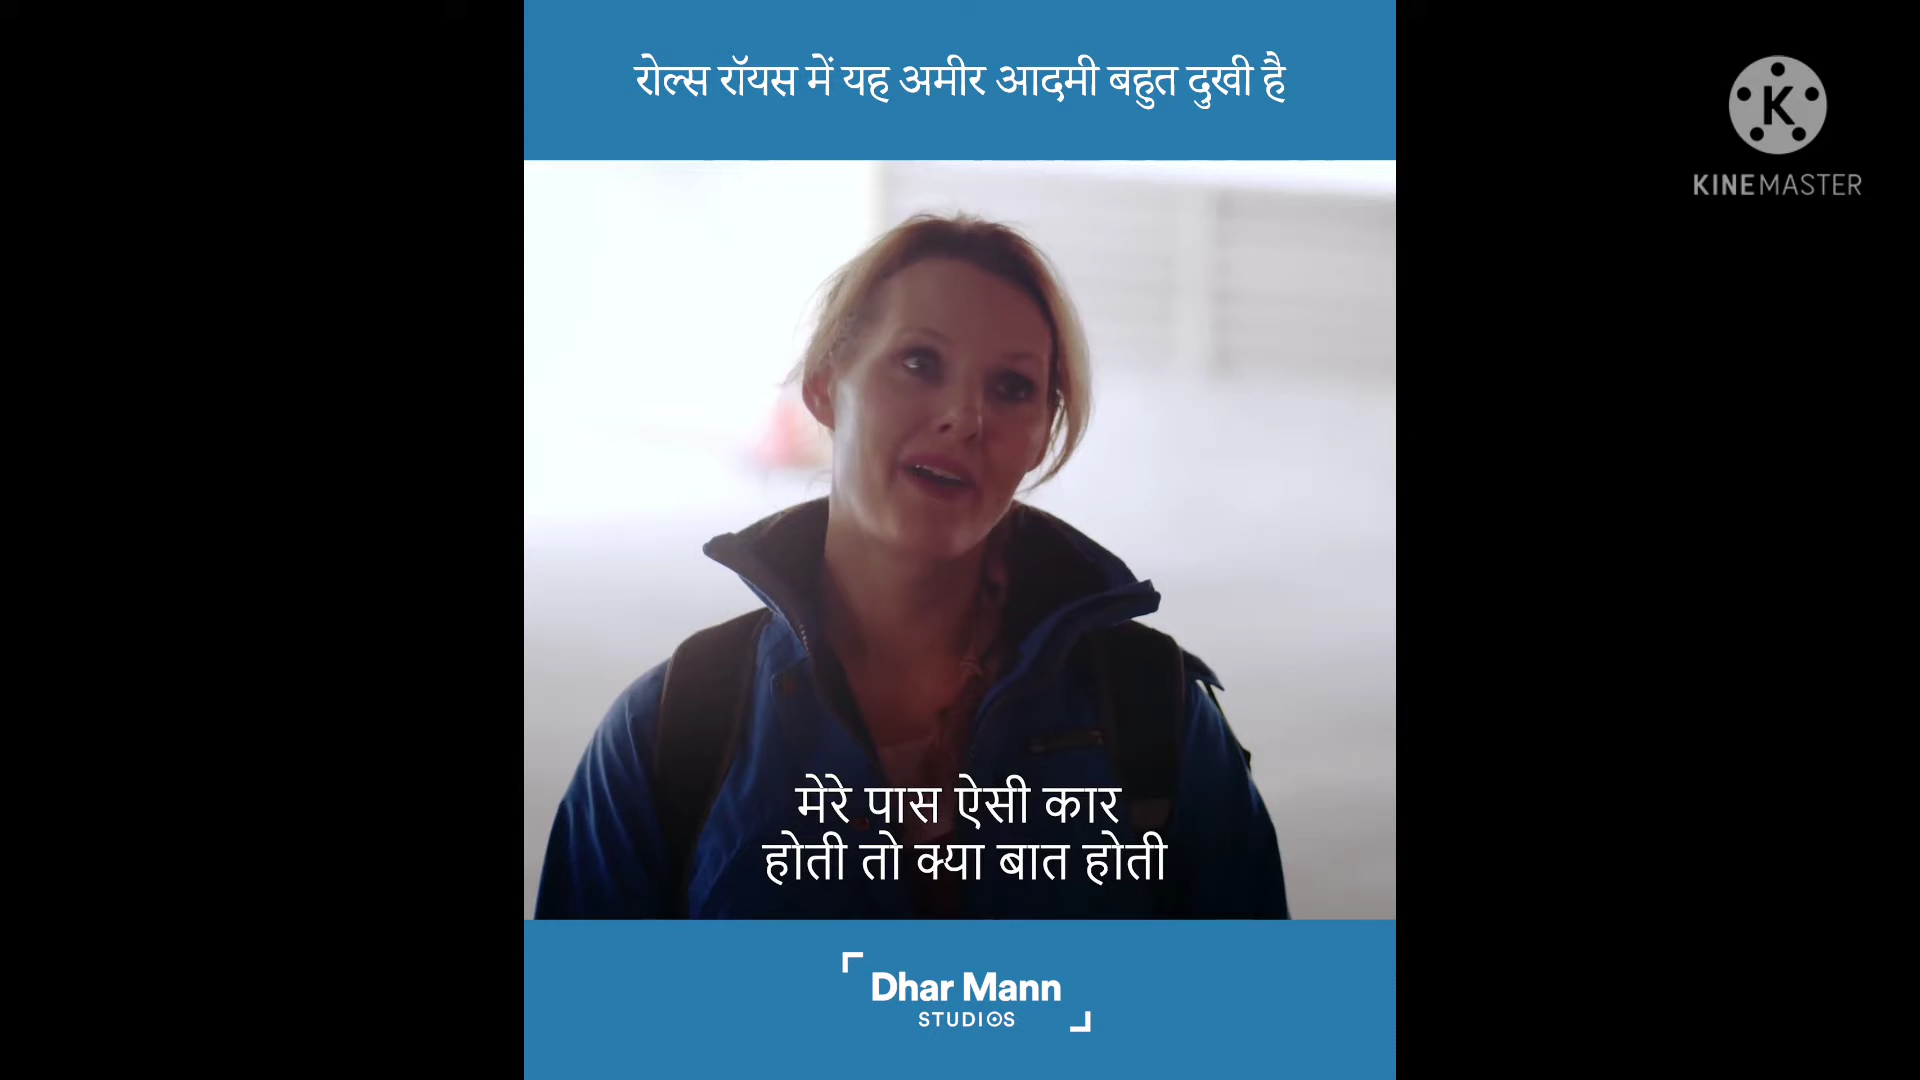 रोल्स रॉयस में यह अमीर आदमी बहुत दुखी है
K
KINEMASTER
मेरे पास ऐसी कार
होती तो क्या बात होती
Dhar Mann
STUDIOS